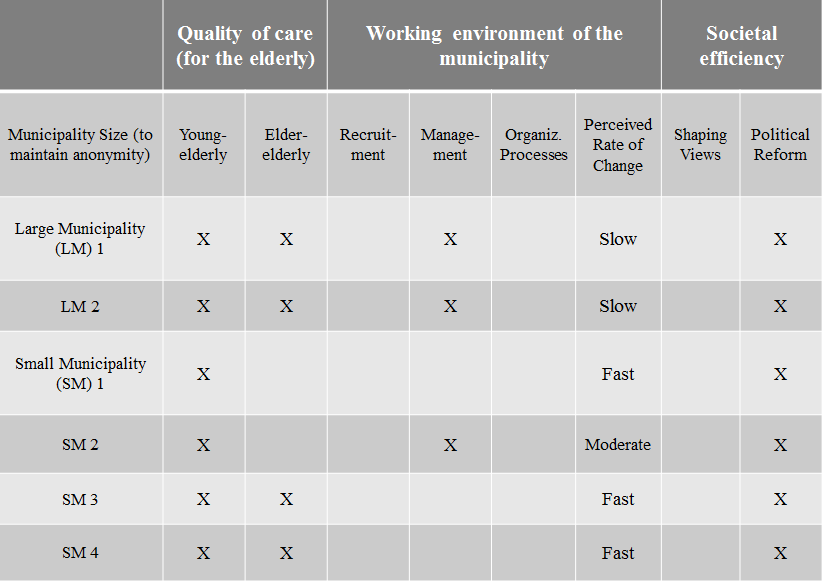 Quality of care
(for the elderly)
Working environment of the
municipality
Societal
efficiency
Municipality Size (to
maintain anonymity)
Young-
elderly
Elder-
elderly
Recruit-
ment
Manage-
ment
Organiz.
Processes
Perceived
Rate of
Change
Shaping
Views
Political
Reform
Large Municipality
(LM) 1
X X X Slow X
LM 2 X X X Slow X
Small Municipality
(SM) 1
X Fast X
SM 2 X X Moderate X
SM 3 X X Fast X
SM 4 X X Fast X